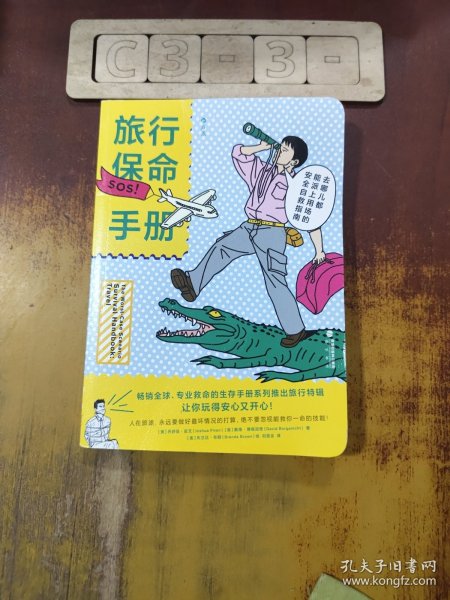 C3-3-
旅行
保命
SOS!
手册
去哪儿都
能派上用场的
安全自救指南
The Worst-Case Scenario
Survival Handbook:
Travel
畅销全球、专业救命的生存手册系列推出旅行特辑
让你玩得安心又开心！
人在旅途，永远要做好最坏情况的打算，绝不要忽视能救你一命的技能！
孔夫子旧书网
www.kongfz.com